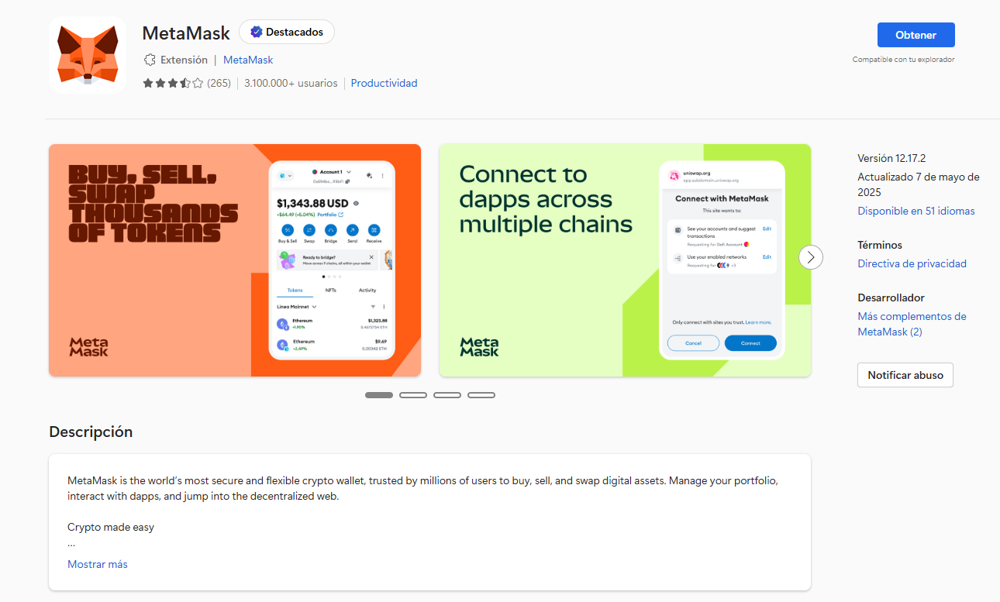 MetaMask
Destacados
Extensión | MetaMask
(265) | 3.100.000+ usuarios | Productividad
Obtener
Compatible con tu explorador
BUY, SELL,
SWAP
THOUSANDS
OF TOKENS
Meta
Mask
Account 1
$1,343.88 USD
+$64.49 (+5.04%) Portfolio
Buy & Sell Swap Bridge Send Receive
Ready to bridge?
Move across 9 chains, all within your wallet
Tokens NFTs Activity
Linea Mainnet
Ethereum $1,323.88
+1.90% 0.4672754 ETH
Ethereum $9.69
+2.69% 0.00342 ETH
Connect to
dapps across
multiple chains
Meta
Mask
uniswap.org
app.subdomain.uniswap.org
Connect with MetaMask
This site wants to:
See your accounts and suggest Edit
transactions
Requesting for DeFi Account
Use your enabled networks Edit
Requesting for +3
Only connect with sites you trust. Learn more.
Cancel Connect
Versión 12.17.2
Actualizado 7 de mayo de
2025
Disponible en 51 idiomas
Términos
Directiva de privacidad
Desarrollador
Más complementos de
MetaMask (2)
Notificar abuso
Descripción
MetaMask is the world’s most secure and flexible crypto wallet, trusted by millions of users to buy, sell, and swap digital assets. Manage your portfolio,
interact with dapps, and jump into the decentralized web.
Crypto made easy
...
Mostrar más